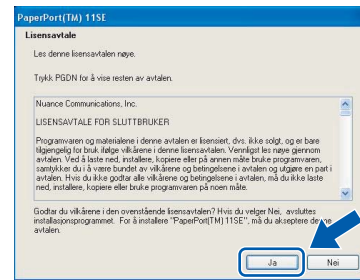 PaperPort(TM) 11SE
Lisensavtale
Les denne lisensavtalen nøye.
Trykk PGDN for å vise resten av avtalen.
Nuance Communications, Inc.
LISENSAVTALE FOR SLUTTBRUKER
Programvaren og materialene i denne avtalen er lisensiert, dvs. ikke solgt, og er bare
tilgjengelig for bruk ifølge vilkårene i denne lisensavtalen. Vennligst les nøye gjennom
avtalen. Ved å laste ned, installere, kopiere eller på annen måte bruke programvaren,
samtykker du i å være bundet av vilkårene og betingelsene i avtalen og utgjøre en part i
avtalen. Hvis du ikke godtar alle vilkårene og betingelsene i avtalen, må du ikke laste
ned, installere, kopiere eller bruke programvaren på noen måte.
Godtar du vilkårene i den ovenstående lisensavtalen? Hvis du velger Nei, avsluttes
installasjonsprogrammet. For å installere "PaperPort(TM) 11SE", må du akseptere denne
avtalen.
Ja
Nei